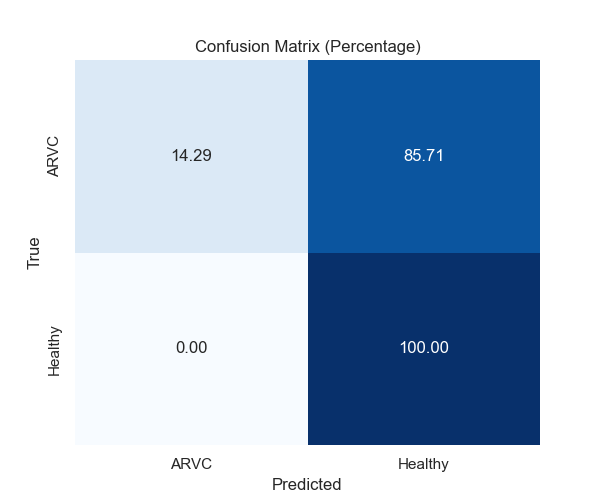 Confusion Matrix (Percentage)
True
ARVC
14.29
85.71
Healthy
0.00
100.00
ARVC
Healthy
Predicted